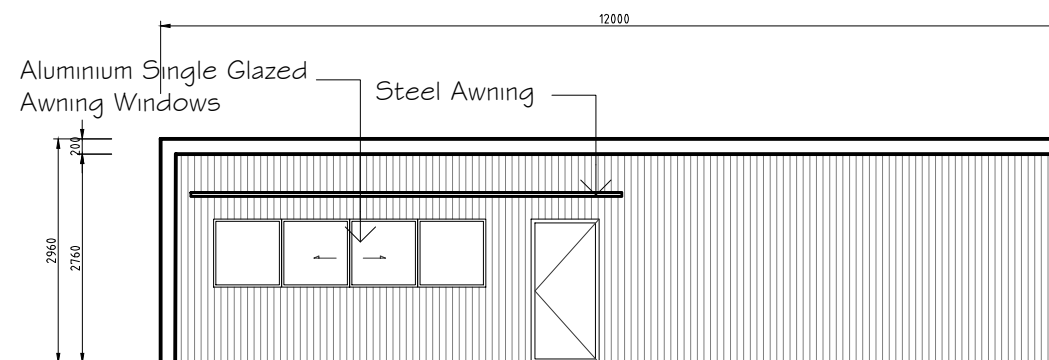 12000
Aluminium Single Glazed
Awning Windows
Steel Awning
200
2960
2760